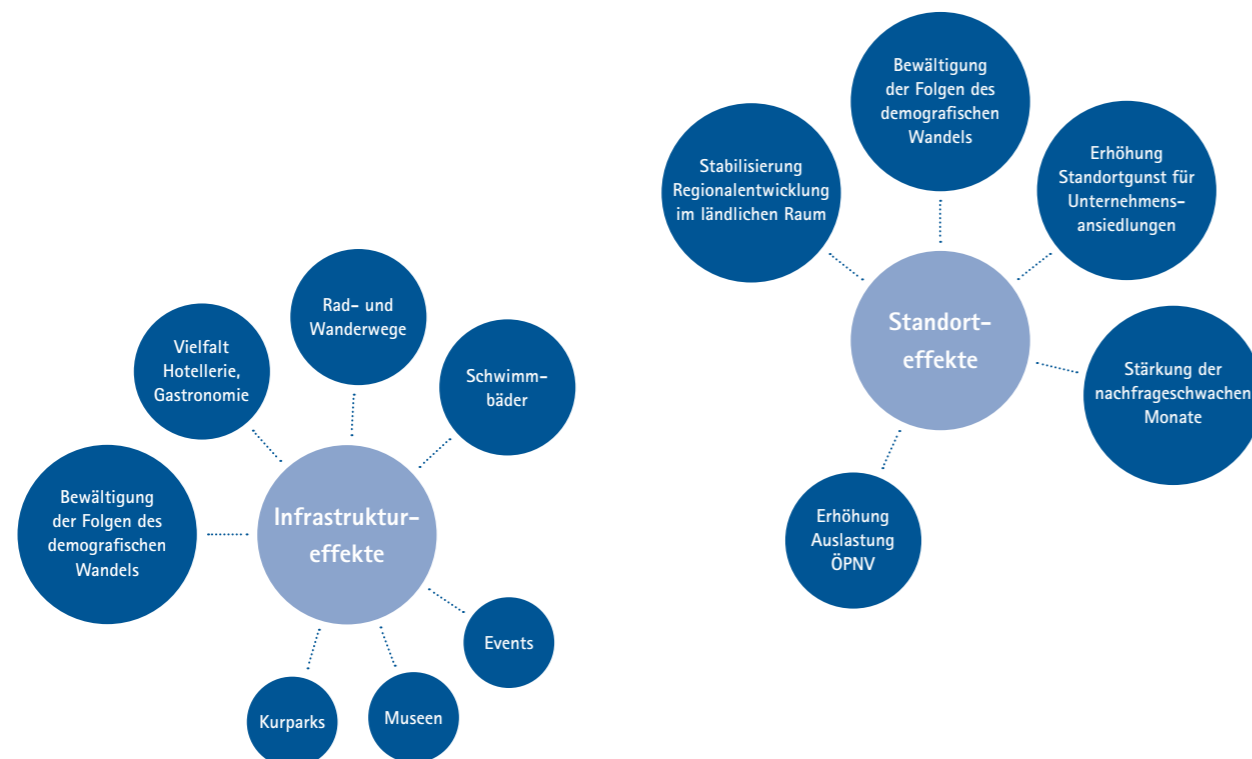 Bewältigung
der Folgen des
demografischen
Wandels
Stabilisierung
Regionalentwicklung
im ländlichen Raum
Erhöhung
Standortgunst für
Unternehmens-
ansiedlungen
Standort-
effekte
Stärkung der
nachfrageschwachen
Monate
Erhöhung
Auslastung
ÖPNV
Rad- und
Wanderwege
Vielfalt
Hotellerie,
Gastronomie
Schwimm-
bäder
Bewältigung
der Folgen des
demografischen
Wandels
Infrastruktur-
effekte
Events
Museen
Kurparks